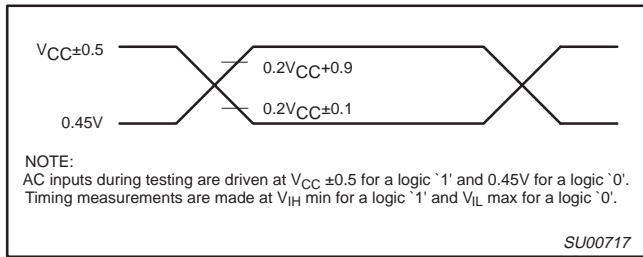 VCC±0.5
0.2VCC+0.9
0.2VCC±0.1
0.45V
NOTE:
AC inputs during testing are driven at VCC ±0.5 for a logic `1' and 0.45V for a logic `0'.
Timing measurements are made at VIH min for a logic `1' and VIL max for a logic `0'.
SU00717